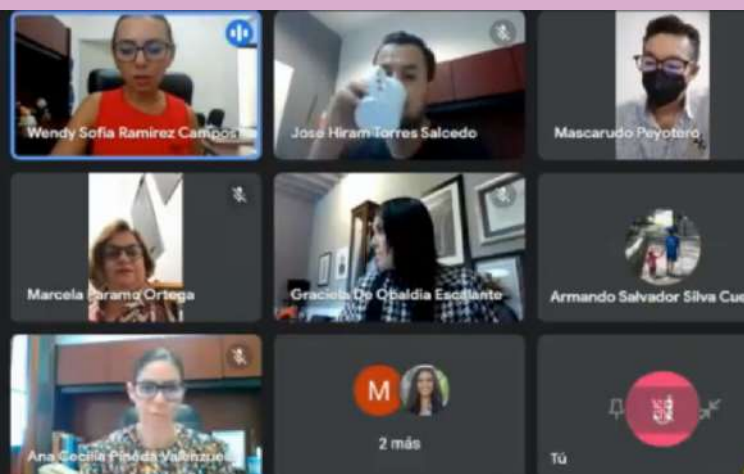 Wendy Sofia Ramirez Campos
Jose Hiram Torres Salcedo
Mascarudo Peyotero
Marcela Paramo Ortega
Graciela De Obaldia Escalante
Armando Salvador Silva Cue
Ana Cecilia Pineda Valenzuela
M
2 más
Tú